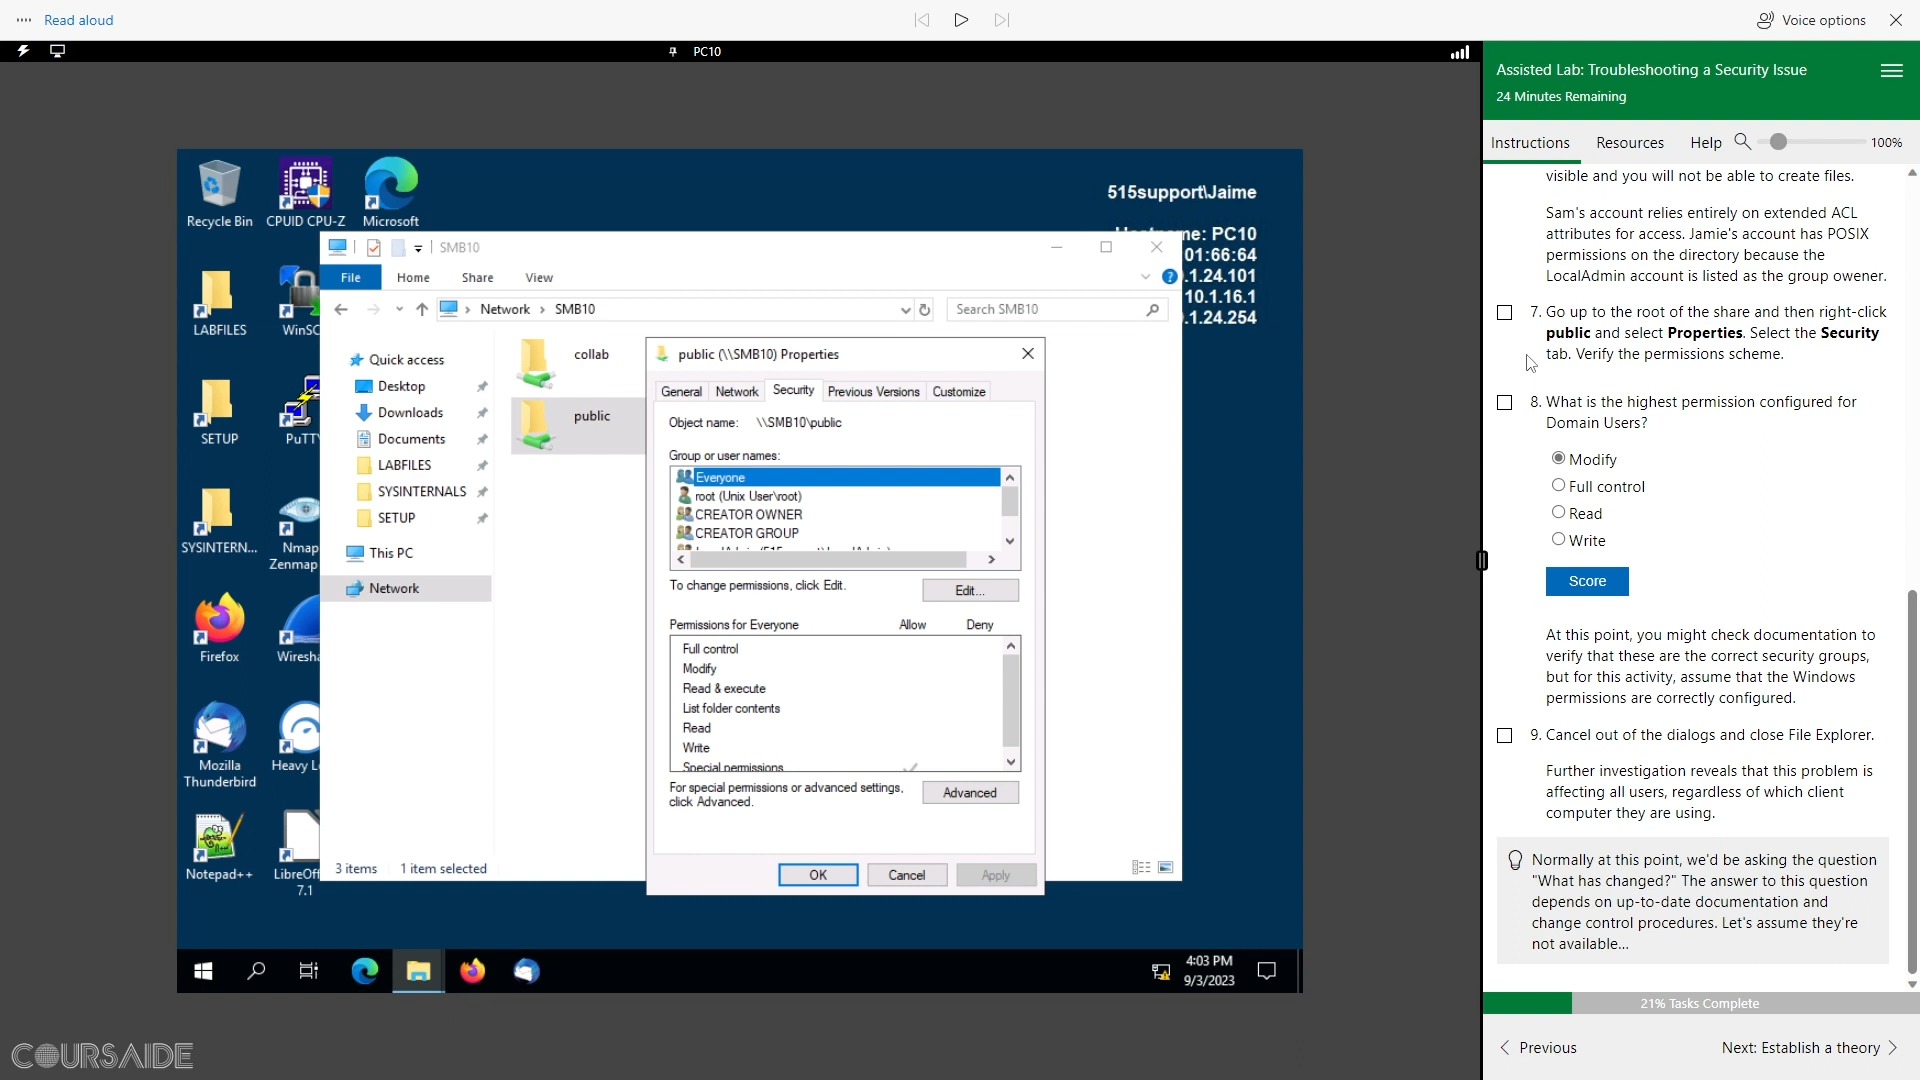 Read aloud
Voice options
PC10
Recycle Bin
CPUID CPU-Z
Microsoft
515support\Jaime
Hostname: PC10
01:66:64
.1.24.101
10.1.16.1
.1.24.254
LABFILES
WinSC
SETUP
PuTTY
SYSINTERN...
Nmap
Zenmap
Firefox
Wiresha
Mozilla
Thunderbird
Heavy L
Notepad++
LibreOff
7.1
SMB10
File
Home
Share
View
Network
SMB10
Search SMB10
Quick access
Desktop
Downloads
Documents
LABFILES
SYSINTERNALS
SETUP
This PC
Network
collab
public
3 items
1 item selected
public (\\SMB10) Properties
General
Network
Security
Previous Versions
Customize
Object name: \\SMB10\public
Group or user names:
Everyone
root (Unix User\root)
CREATOR OWNER
CREATOR GROUP
To change permissions, click Edit.
Edit...
Permissions for Everyone
Allow
Deny
Full control
Modify
Read & execute
List folder contents
Read
Write
Special permissions
For special permissions or advanced settings,
click Advanced.
Advanced
OK
Cancel
Apply
4:03 PM
9/3/2023
COURSAIDE
Assisted Lab: Troubleshooting a Security Issue
24 Minutes Remaining
Instructions
Resources
Help
100%
visible and you will not be able to create files.
Sam's account relies entirely on extended ACL
attributes for access. Jamie's account has POSIX
permissions on the directory because the
LocalAdmin account is listed as the group owener.
7. Go up to the root of the share and then right-click
public and select Properties. Select the Security
tab. Verify the permissions scheme.
8. What is the highest permission configured for
Domain Users?
Modify
Full control
Read
Write
Score
At this point, you might check documentation to
verify that these are the correct security groups,
but for this activity, assume that the Windows
permissions are correctly configured.
9. Cancel out of the dialogs and close File Explorer.
Further investigation reveals that this problem is
affecting all users, regardless of which client
computer they are using.
Normally at this point, we'd be asking the question
"What has changed?" The answer to this question
depends on up-to-date documentation and
change control procedures. Let's assume they're
not available...
21% Tasks Complete
Previous
Next: Establish a theory